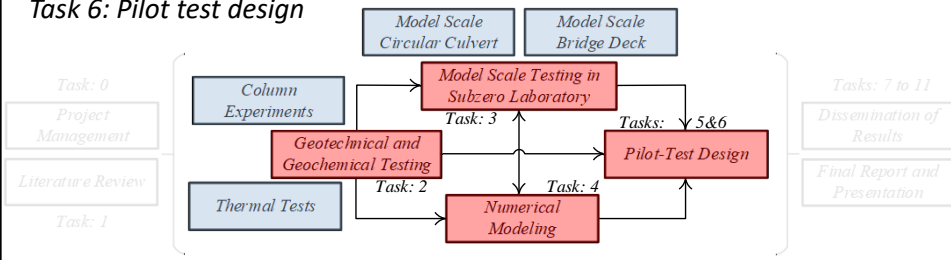 Task 6: Pilot test design
Model Scale
Circular Culvert
Model Scale
Bridge Deck
Task: 0
Project
Management
Literature Review
Task: 1
Column
Experiments
Geotechnical and
Geochemical Testing
Task: 2
Thermal Tests
Model Scale Testing in
Subzero Laboratory
Task: 3
Task: 4
Numerical
Modeling
Tasks: 5&6
Pilot-Test Design
Tasks: 7 to 11
Dissemination of
Results
Final Report and
Presentation